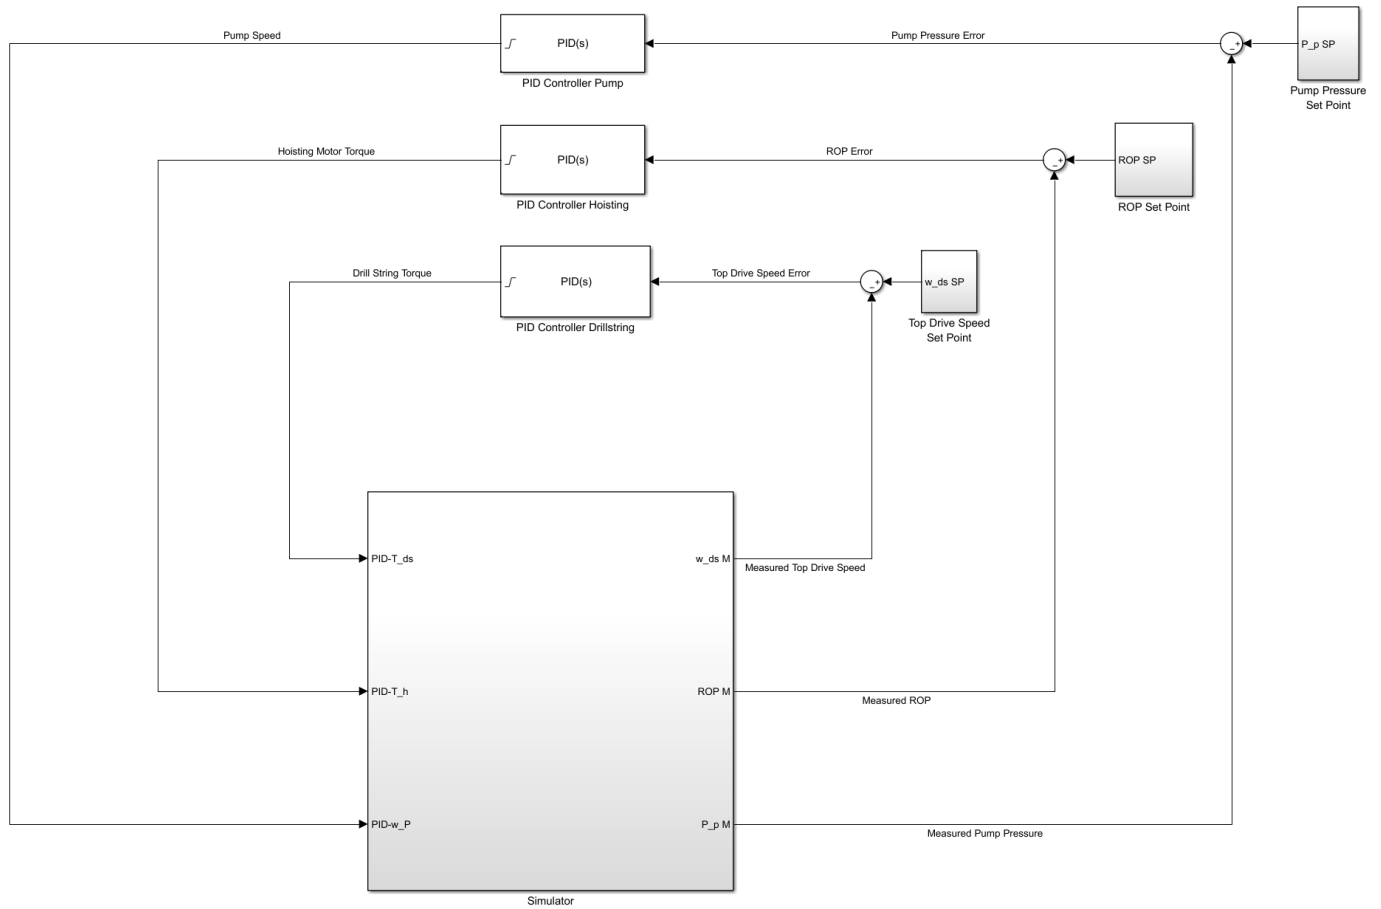 Pump Speed
PID(s)
PID Controller Pump
Pump Pressure Error
_+
P_p SP
Pump Pressure
Set Point
Hoisting Motor Torque
PID(s)
PID Controller Hoisting
ROP Error
_+
ROP SP
ROP Set Point
Drill String Torque
PID(s)
PID Controller Drillstring
Top Drive Speed Error
_+
w_ds SP
Top Drive Speed
Set Point
PID-T_ds
w_ds M
Measured Top Drive Speed
PID-T_h
ROP M
Measured ROP
PID-w_P
P_p M
Measured Pump Pressure
Simulator